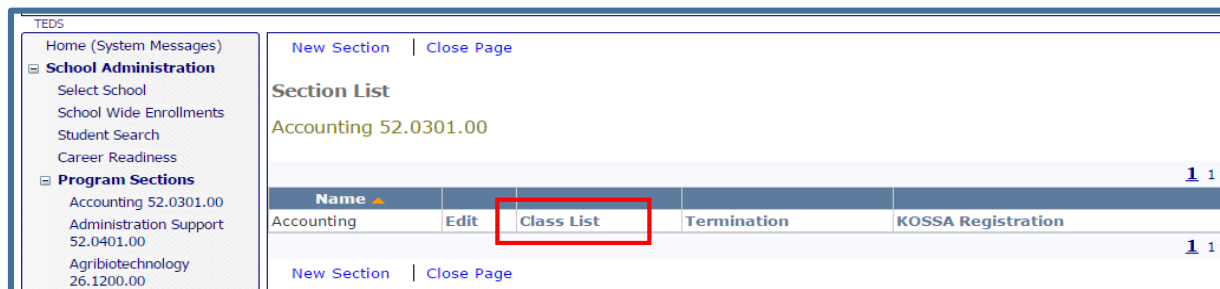 TEDS
Home (System Messages)
School Administration
Select School
School Wide Enrollments
Student Search
Career Readiness
Program Sections
Accounting 52.0301.00
Administration Support
52.0401.00
Agribiotechnology
26.1200.00
New Section | Close Page
Section List
Accounting 52.0301.00
1 1
Name
Accounting Edit Class List Termination KOSSA Registration
1 1
New Section | Close Page